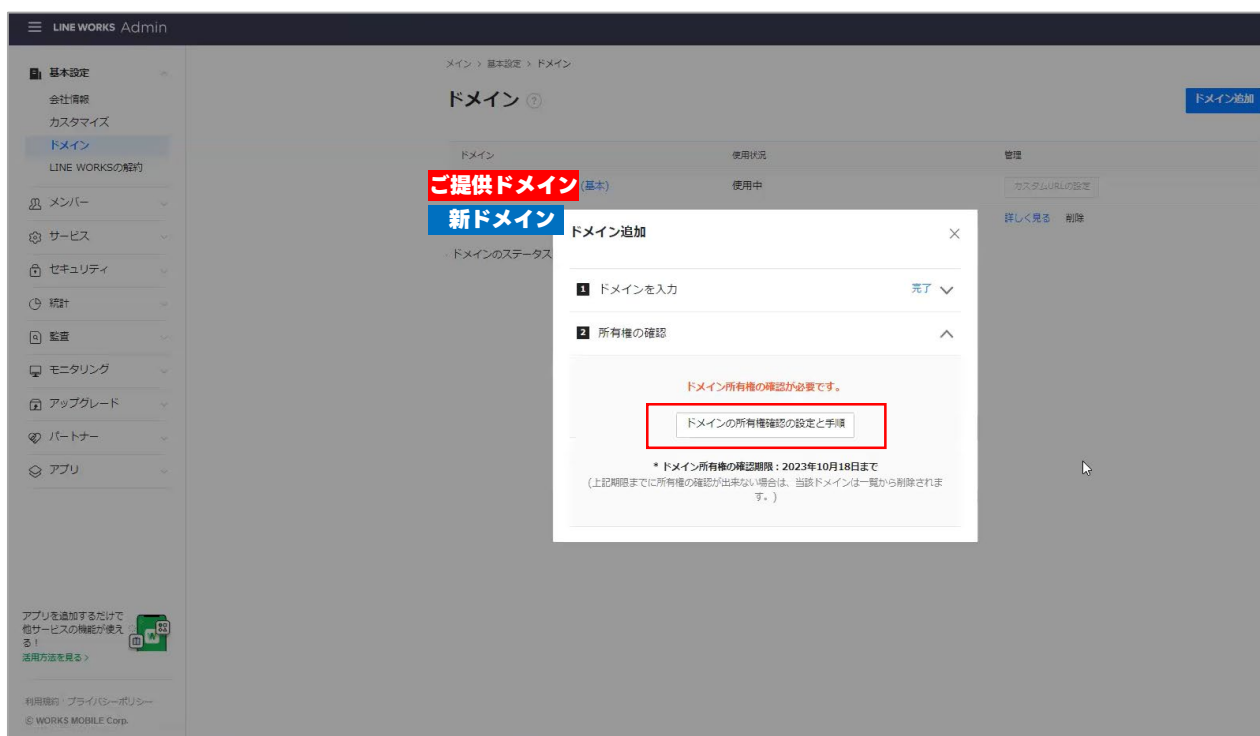 LINE WORKS Admin
基本設定
会社情報
カスタマイズ
ドメイン
LINE WORKSの解約
メンバー
サービス
セキュリティ
統計
監査
モニタリング
アップグレード
パートナー
アプリ
アプリを追加するだけで
他サービスの機能が使え
る！
活用方法を見る >
利用規約 プライバシーポリシー
© WORKS MOBILE Corp.
メイン > 基本設定 > ドメイン
ドメイン ?
ドメイン追加
ドメイン 使用状況 管理
ご提供ドメイン (基本) 使用中 カスタムURLの設定
新ドメイン 詳しく見る 削除
ドメインのステータス
ドメイン追加
1 ドメインを入力 完了
2 所有権の確認
ドメイン所有権の確認が必要です。
ドメインの所有権確認の設定と手順
* ドメイン所有権の確認期限：2023年10月18日まで
(上記期限までに所有権の確認が出来ない場合は、当該ドメインは一覧から削除されま
す。)